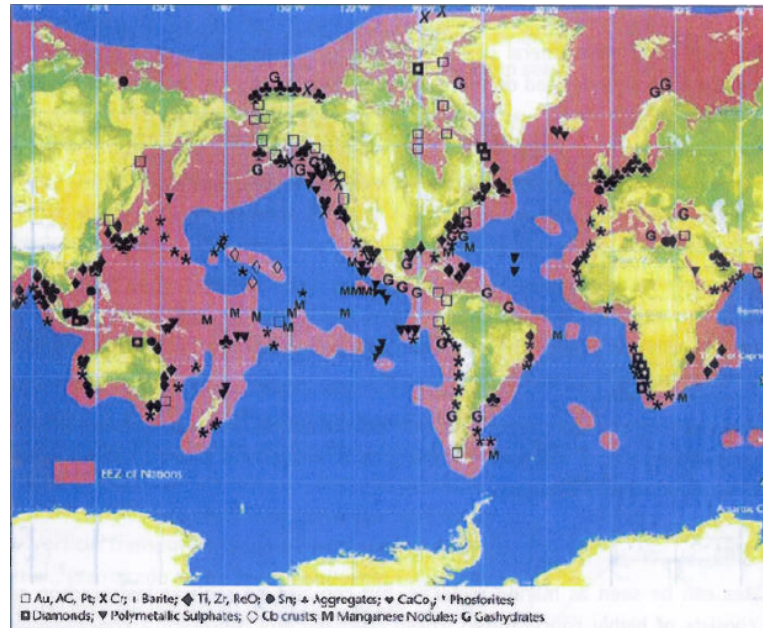 EEZ of Nations
□ Au, AG, Pt; X Cr; ı Barite; ◆ Ti, Zr, ReO; ● Sn; ♣ Aggregates; ♥ CaCo₃; * Phosforites;
◘ Diamonds; ▼ Polymetallic Sulphates; ◇ Cb crusts; M Manganese Nodules; G Gashydrates